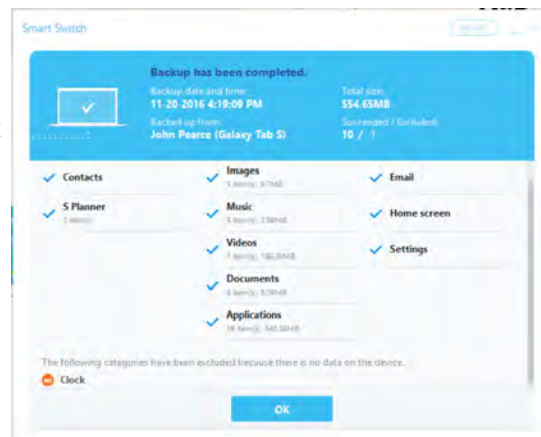 Smart Switch
Backup has been completed.
Backup date and time:
11-20-2016 4:19:09 PM
Total size:
554.65MB
Backed up from:
John Pearce (Galaxy Tab S)
Succeeded / Excluded:
10 / 1
Contacts
S Planner
Images
Music
Videos
Documents
Applications
Email
Home screen
Settings
The following categories have been excluded because there is no data on the device.
Clock
OK